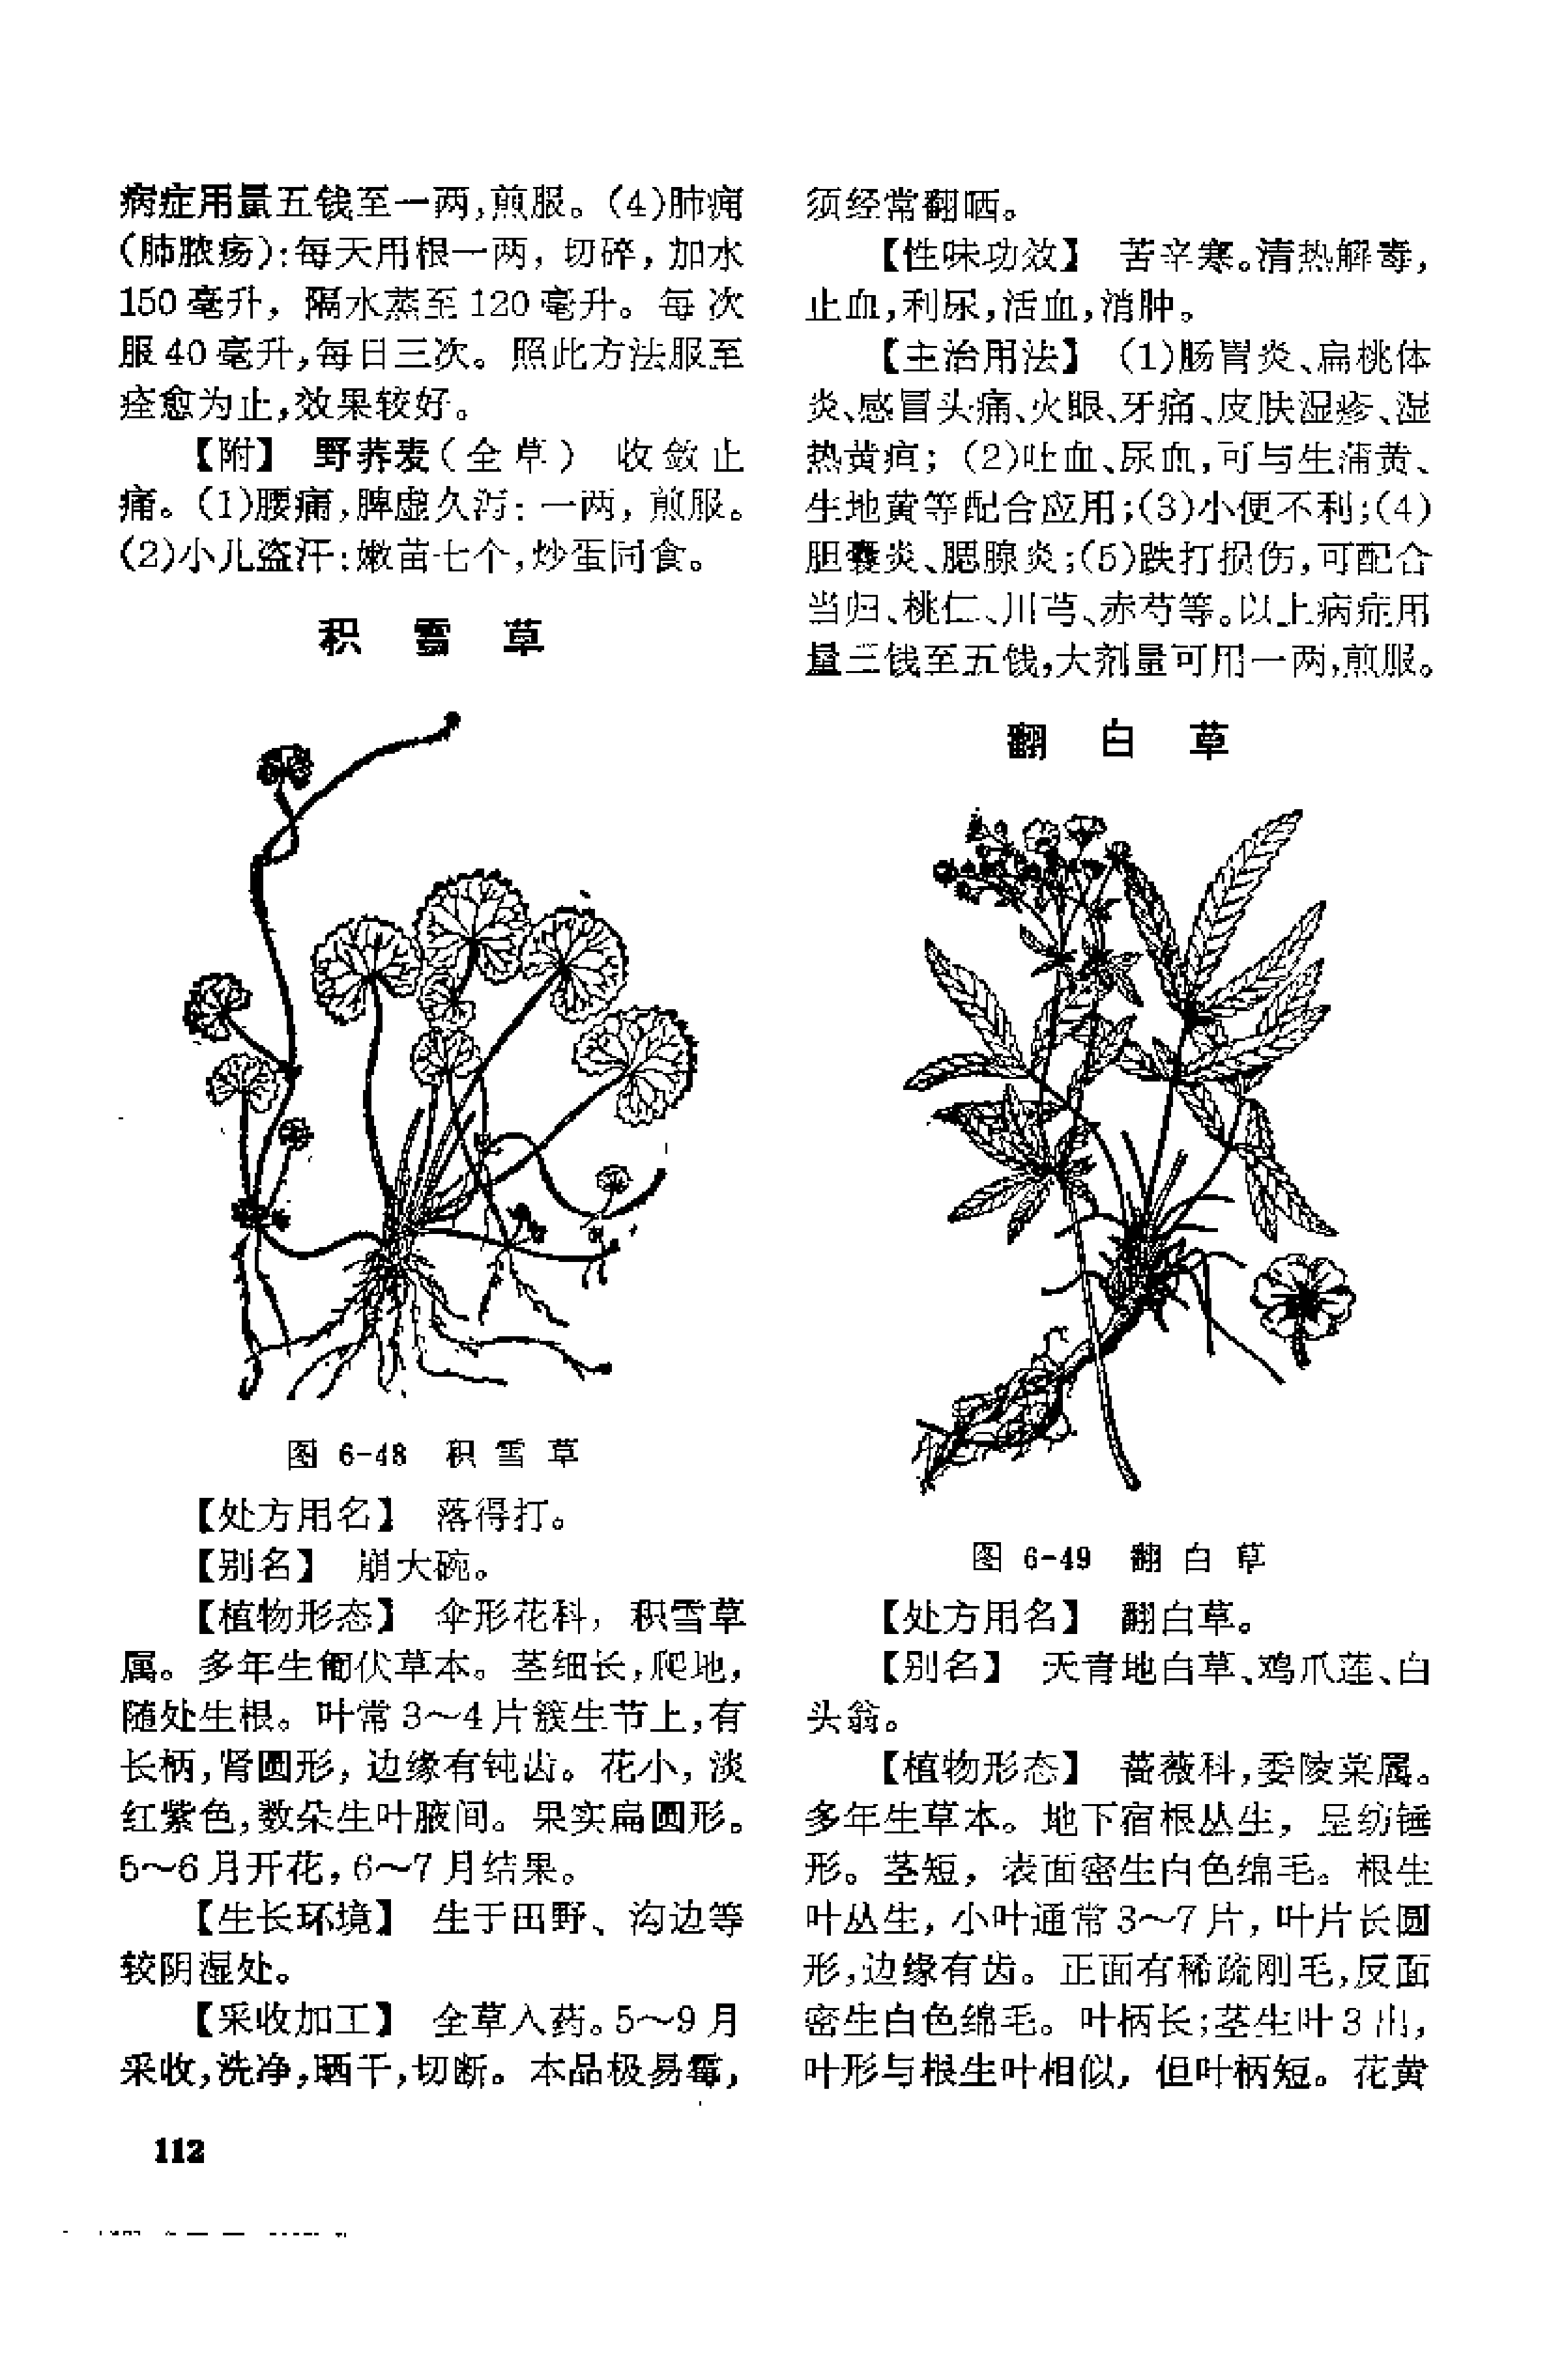 病症用量五钱至一两,煎服。(4)肺痈
(肺脓疡):每天用根一两，切碎，加水
150毫升，隔水蒸至120毫升。每次
服40毫升,每日三次。照此方法服至
痊愈为止,效果较好。
【附】 野荞麦(全草) 收敛止
痛。(1)腰痛,脾虚久泻：一两，煎服。
(2)小儿盗汗:嫩苗七个,炒蛋同食。
积 雪 草
图 6-48 积 雪 草
【处方用名】 落得打。
【别名】 崩大碗。
【植物形态】 伞形花科，积雪草
属。多年生匍伏草本。茎细长,爬地,
随处生根。叶常3～4片簇生节上,有
长柄,肾圆形，边缘有钝齿。花小，淡
红紫色,数朵生叶腋间。果实扁圆形。
5～6月开花,6～7月结果。
【生长环境】 生于田野、沟边等
较阴湿处。
【采收加工】 全草入药。5～9月
采收,洗净,晒干,切断。本品极易霉,
须经常翻晒。
【性味功效】 苦辛寒。清热解毒,
止血,利尿,活血,消肿。
【主治用法】 (1)肠胃炎、扁桃体
炎、感冒头痛、火眼、牙痛、皮肤湿疹、湿
热黄疸；(2)吐血、尿血,可与生蒲黄、
生地黄等配合应用;(3)小便不利;(4)
胆囊炎、腮腺炎;(5)跌打损伤,可配合
当归、桃仁、川芎、赤芍等。以上病症用
量三钱至五钱,大剂量可用一两,煎服。
翻 白 草
图 6-49 翻 白 草
【处方用名】 翻白草。
【别名】 天青地白草、鸡爪莲、白
头翁。
【植物形态】 蔷薇科,委陵菜属。
多年生草本。地下宿根丛生，呈纺锤
形。茎短，表面密生白色绵毛。根生
叶丛生，小叶通常3～7片，叶片长圆
形,边缘有齿。正面有稀疏刚毛,反面
密生白色绵毛。叶柄长;茎生叶3出,
叶形与根生叶相似，但叶柄短。花黄
112